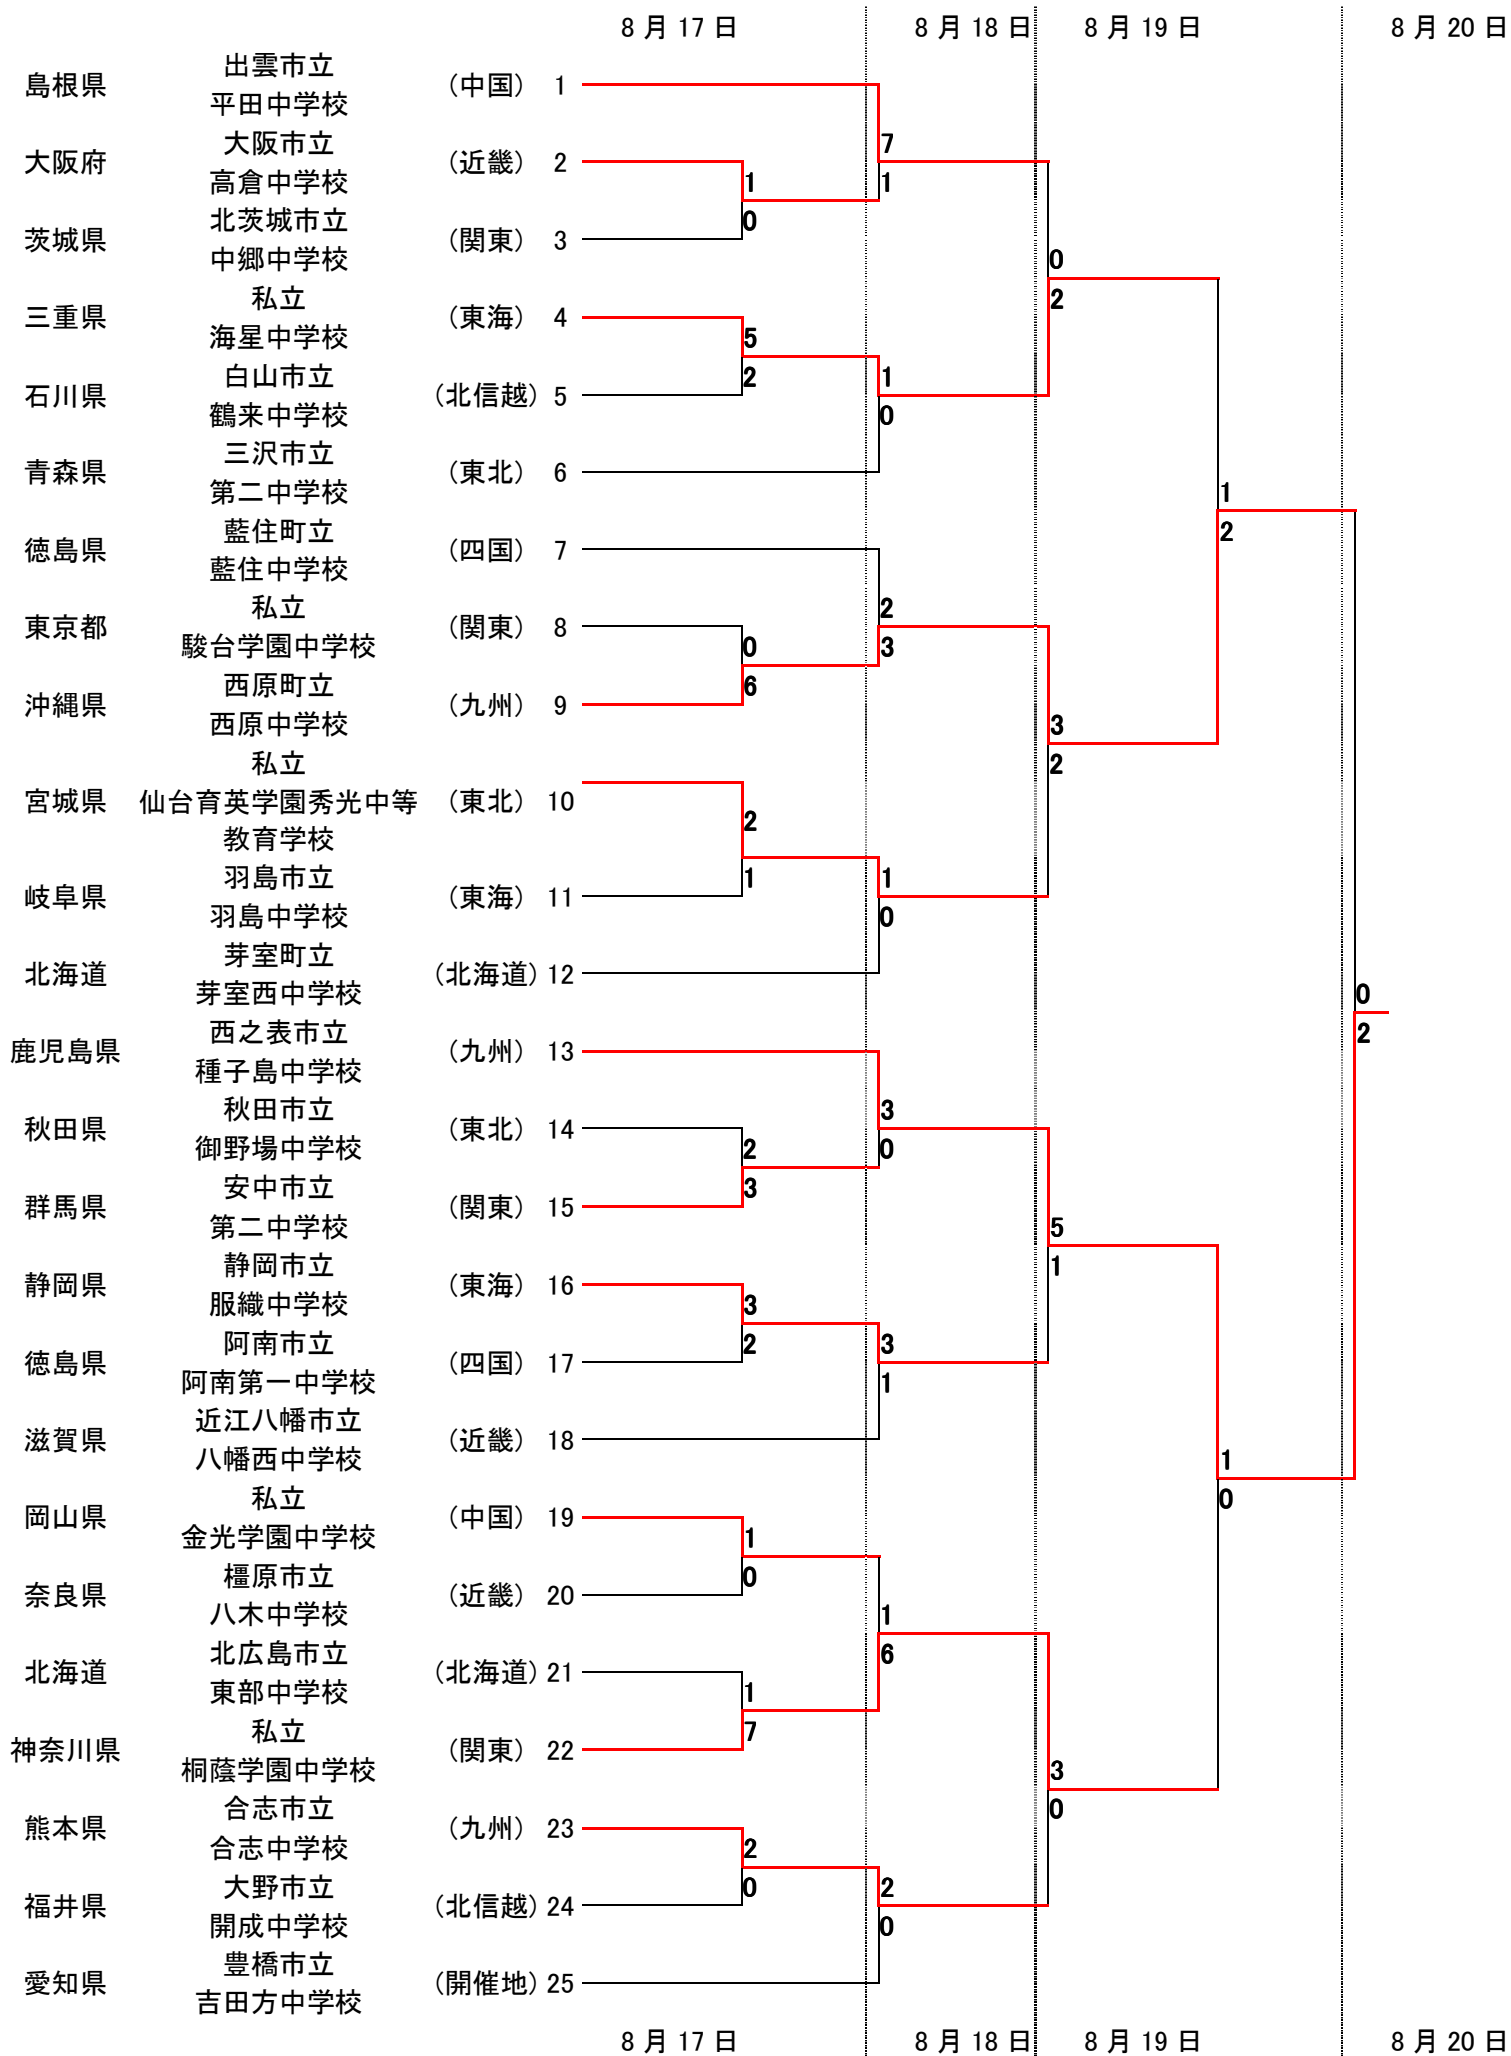 8 月 17 日 8 月 18 日 8 月 19 日 8 月 20 日
島根県 出雲市立 平田中学校 (中国) 1
7
大阪府 大阪市立 高倉中学校 (近畿) 2
1
1
0
茨城県 北茨城市立 中郷中学校 (関東) 3
0
2
三重県 私立 海星中学校 (東海) 4
5
2
1
石川県 白山市立 鶴来中学校 (北信越) 5
0
青森県 三沢市立 第二中学校 (東北) 6
1
2
徳島県 藍住町立 藍住中学校 (四国) 7
2
東京都 私立 駿台学園中学校 (関東) 8
0
3
6
沖縄県 西原町立 西原中学校 (九州) 9
3
2
宮城県 私立 仙台育英学園秀光中等 教育学校 (東北) 10
2
1
1
岐阜県 羽島市立 羽島中学校 (東海) 11
0
北海道 芽室町立 芽室西中学校 (北海道) 12
0
2
鹿児島県 西之表市立 種子島中学校 (九州) 13
3
秋田県 秋田市立 御野場中学校 (東北) 14
2
0
3
群馬県 安中市立 第二中学校 (関東) 15
5
1
静岡県 静岡市立 服織中学校 (東海) 16
3
2
3
徳島県 阿南市立 阿南第一中学校 (四国) 17
1
滋賀県 近江八幡市立 八幡西中学校 (近畿) 18
1
0
岡山県 私立 金光学園中学校 (中国) 19
1
0
奈良県 橿原市立 八木中学校 (近畿) 20
1
6
北海道 北広島市立 東部中学校 (北海道) 21
1
7
神奈川県 私立 桐蔭学園中学校 (関東) 22
3
0
熊本県 合志市立 合志中学校 (九州) 23
2
0
2
福井県 大野市立 開成中学校 (北信越) 24
0
愛知県 豊橋市立 吉田方中学校 (開催地) 25
8 月 17 日 8 月 18 日 8 月 19 日 8 月 20 日